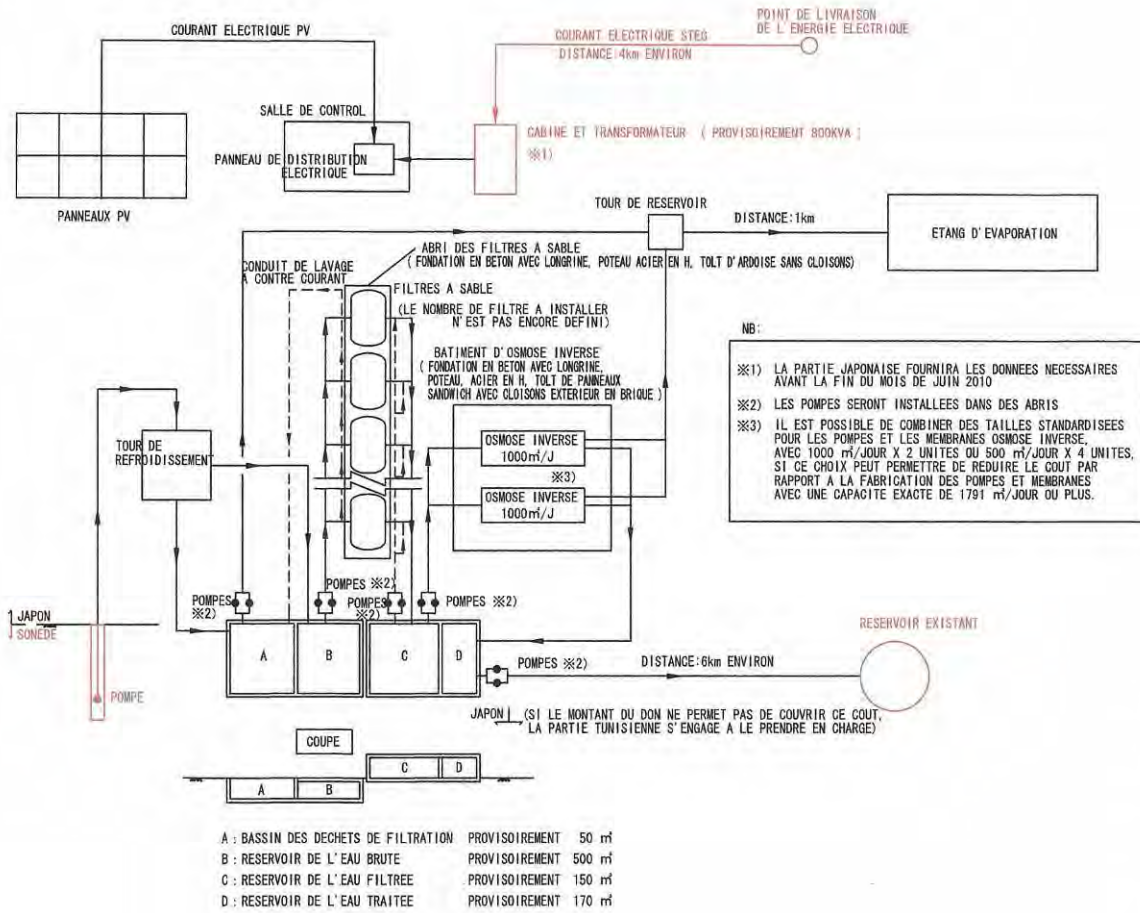 COURANT ELECTRIQUE PV
POINT DE LIVRAISON
DE L'ENERGIE ELECTRIQUE
COURANT ELECTRIQUE STEG
DISTANCE:4km ENVIRON
SALLE DE CONTROL
PANNEAU DE DISTRIBUTION
ELECTRIQUE
CABINE ET TRANSFORMATEUR ( PROVISOIREMENT 800KVA )
※1)
PANNEAUX PV
TOUR DE RESERVOIR
DISTANCE:1km
ETANG D'EVAPORATION
ABRI DES FILTRES A SABLE
( FONDATION EN BETON AVEC LONGRINE, POTEAU ACIER EN H, TOLT D'ARDOISE SANS CLOISONS)
CONDUIT DE LAVAGE
A CONTRE COURANT
FILTRES A SABLE
(LE NOMBRE DE FILTRE A INSTALLER
N'EST PAS ENCORE DEFINI)
BATIMENT D'OSMOSE INVERSE
( FONDATION EN BETON AVEC LONGRINE,
POTEAU, ACIER EN H, TOLT DE PANNEAUX
SANDWICH AVEC CLOISONS EXTERIEUR EN BRIQUE )
NB:
※1) LA PARTIE JAPONAISE FOURNIRA LES DONNEES NECESSAIRES
AVANT LA FIN DU MOIS DE JUIN 2010
※2) LES POMPES SERONT INSTALLEES DANS DES ABRIS
※3) IL EST POSSIBLE DE COMBINER DES TAILLES STANDARDISEES
POUR LES POMPES ET LES MEMBRANES OSMOSE INVERSE,
AVEC 1000 ㎥/JOUR X 2 UNITES OU 500 ㎥/JOUR X 4 UNITES,
SI CE CHOIX PEUT PERMETTRE DE REDUIRE LE COUT PAR
RAPPORT A LA FABRICATION DES POMPES ET MEMBRANES
AVEC UNE CAPACITE EXACTE DE 1791 ㎥/JOUR OU PLUS.
TOUR DE
REFROIDISSEMENT
OSMOSE INVERSE
1000㎥/J
※3)
OSMOSE INVERSE
1000㎥/J
POMPES
※2)
POMPES ※2)
POMPES
※2)
POMPES ※2)
JAPON
SONEDE
POMPE
A
B
C
D
POMPES ※2)
DISTANCE:6km ENVIRON
RESERVOIR EXISTANT
JAPON
(SI LE MONTANT DU DON NE PERMET PAS DE COUVRIR CE COUT,
LA PARTIE TUNISIENNE S'ENGAGE A LE PRENDRE EN CHARGE)
COUPE
A
B
C
D
A : BASSIN DES DECHETS DE FILTRATION PROVISOIREMENT 50 ㎥
B : RESERVOIR DE L'EAU BRUTE PROVISOIREMENT 500 ㎥
C : RESERVOIR DE L'EAU FILTREE PROVISOIREMENT 150 ㎥
D : RESERVOIR DE L'EAU TRAITEE PROVISOIREMENT 170 ㎥